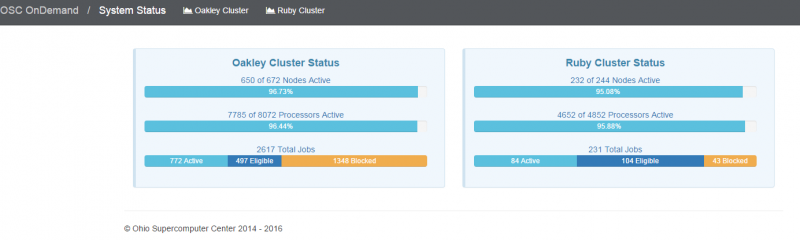 OSC OnDemand / System Status Oakley Cluster Ruby Cluster
Oakley Cluster Status
650 of 672 Nodes Active
96.73%
7785 of 8072 Processors Active
96.44%
2617 Total Jobs
772 Active 497 Eligible 1348 Blocked
Ruby Cluster Status
232 of 244 Nodes Active
95.08%
4652 of 4852 Processors Active
95.88%
231 Total Jobs
84 Active 104 Eligible 43 Blocked
© Ohio Supercomputer Center 2014 - 2016